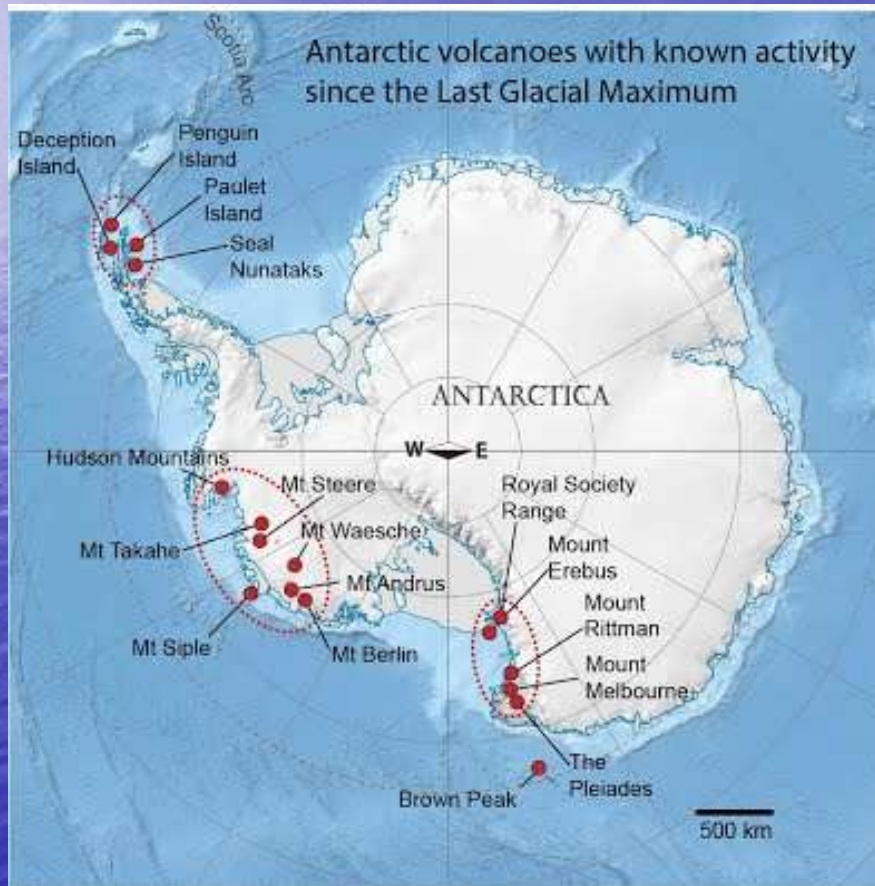 Scotia Arc
Antarctic volcanoes with known activity
since the Last Glacial Maximum
Deception
Island
Penguin
Island
Paulet
Island
Seal
Nunataks
ANTARCTICA
W E
Hudson Mountains
Mt Steere
Mt Takahe
Mt Waesche
Mt Andrus
Mt Siple
Mt Berlin
Royal Society
Range
Mount
Erebus
Mount
Rittman
Mount
Melbourne
The
Pleiades
Brown Peak
500 km